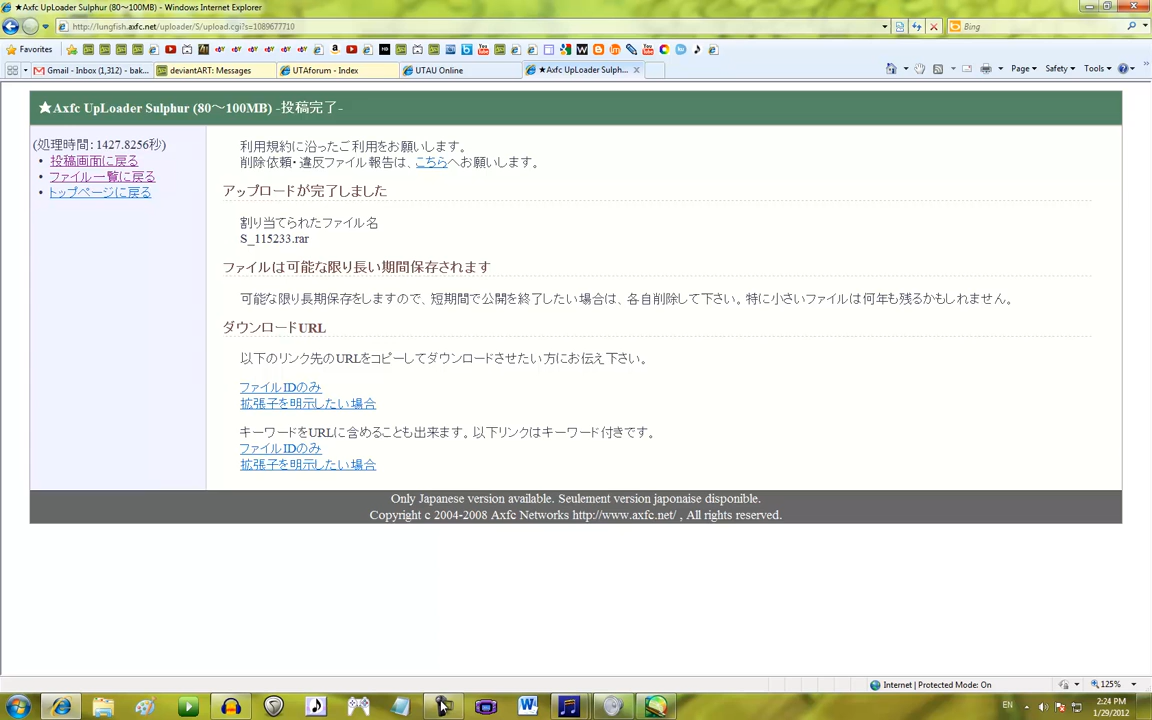 ★Axfc UpLoader Sulphur (80～100MB) - Windows Internet Explorer
http://lungfish.axfc.net/uploader/S/upload.cgi?s=1089677710
Bing
Favorites
Gmail - Inbox (1,312) - bak...
deviantART: Messages
UTAforum - Index
UTAU Online
★Axfc UpLoader Sulph...
Page
Safety
Tools
★Axfc UpLoader Sulphur (80～100MB) -投稿完了-
(処理時間: 1427.8256秒)
• 投稿画面に戻る
• ファイル一覧に戻る
• トップページに戻る
利用規約に沿ったご利用をお願いします。
削除依頼・違反ファイル報告は、こちらへお願いします。
アップロードが完了しました
割り当てられたファイル名
S_115233.rar
ファイルは可能な限り長い期間保存されます
可能な限り長期保存をしますので、短期間で公開を終了したい場合は、各自削除して下さい。特に小さいファイルは何年も残るかもしれません。
ダウンロードURL
以下のリンク先のURLをコピーしてダウンロードさせたい方にお伝え下さい。
ファイルIDのみ
拡張子を明示したい場合
キーワードをURLに含めることも出来ます。以下リンクはキーワード付きです。
ファイルIDのみ
拡張子を明示したい場合
Only Japanese version available. Seulement version japonaise disponible.
Copyright c 2004-2008 Axfc Networks http://www.axfc.net/ , All rights reserved.
Internet | Protected Mode: On
125%
EN
2:24 PM
1/29/2012